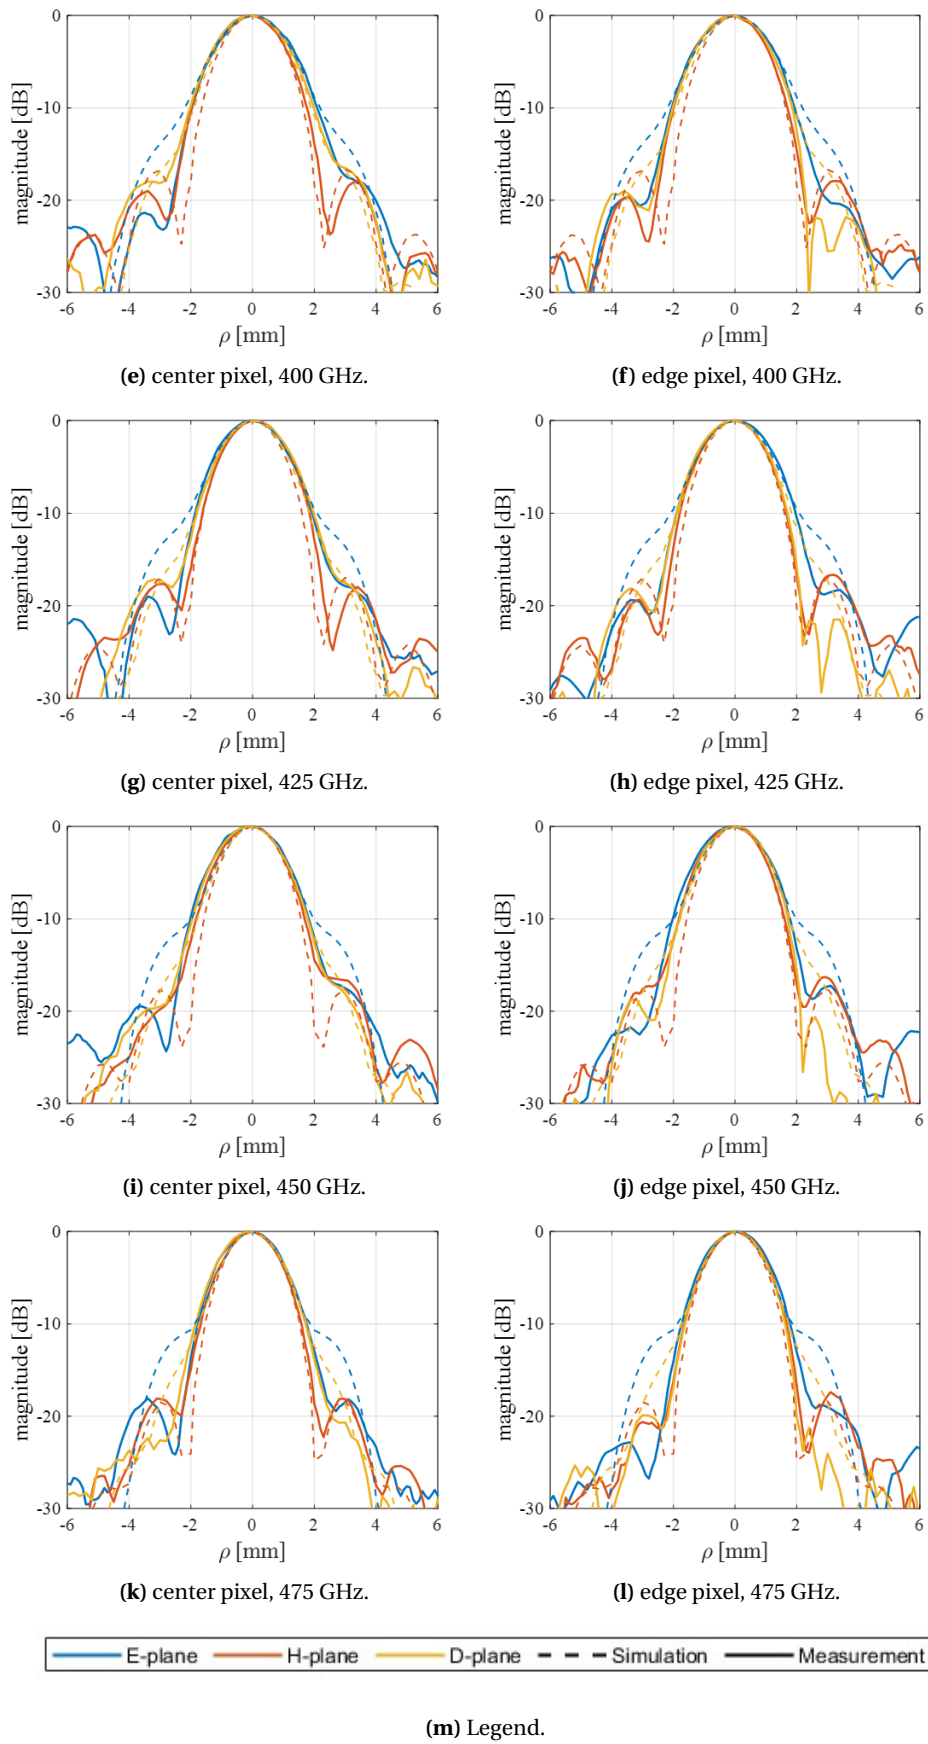 0
-10
-20
-30
magnitude [dB]
-6 -4 -2 0 2 4 6
ρ [mm]
(e) center pixel, 400 GHz.
0
-10
-20
-30
magnitude [dB]
-6 -4 -2 0 2 4 6
ρ [mm]
(f) edge pixel, 400 GHz.
0
-10
-20
-30
magnitude [dB]
-6 -4 -2 0 2 4 6
ρ [mm]
(g) center pixel, 425 GHz.
0
-10
-20
-30
magnitude [dB]
-6 -4 -2 0 2 4 6
ρ [mm]
(h) edge pixel, 425 GHz.
0
-10
-20
-30
magnitude [dB]
-6 -4 -2 0 2 4 6
ρ [mm]
(i) center pixel, 450 GHz.
0
-10
-20
-30
magnitude [dB]
-6 -4 -2 0 2 4 6
ρ [mm]
(j) edge pixel, 450 GHz.
0
-10
-20
-30
magnitude [dB]
-6 -4 -2 0 2 4 6
ρ [mm]
(k) center pixel, 475 GHz.
0
-10
-20
-30
magnitude [dB]
-6 -4 -2 0 2 4 6
ρ [mm]
(l) edge pixel, 475 GHz.
E-plane H-plane D-plane Simulation Measurement
(m) Legend.